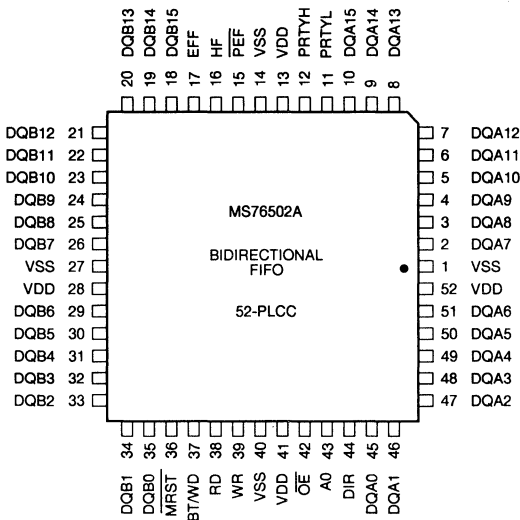 DQB13
DQB14
DQB15
EFF
HF
P̅E̅F̅
VSS
VDD
PRTYH
PRTYL
DQA15
DQA14
DQA13
20 19 18 17 16 15 14 13 12 11 10 9 8
DQB12 21
DQB11 22
DQB10 23
DQB9 24
DQB8 25
DQB7 26
VSS 27
VDD 28
DQB6 29
DQB5 30
DQB4 31
DQB3 32
DQB2 33
MS76502A
BIDIRECTIONAL
FIFO
52-PLCC
7 DQA12
6 DQA11
5 DQA10
4 DQA9
3 DQA8
2 DQA7
1 VSS
52 VDD
51 DQA6
50 DQA5
49 DQA4
48 DQA3
47 DQA2
34 35 36 37 38 39 40 41 42 43 44 45 46
DQB1
DQB0
M̅R̅S̅T̅
BT/WD
RD
WR
VSS
VDD
O̅E̅
A0
DIR
DQA0
DQA1